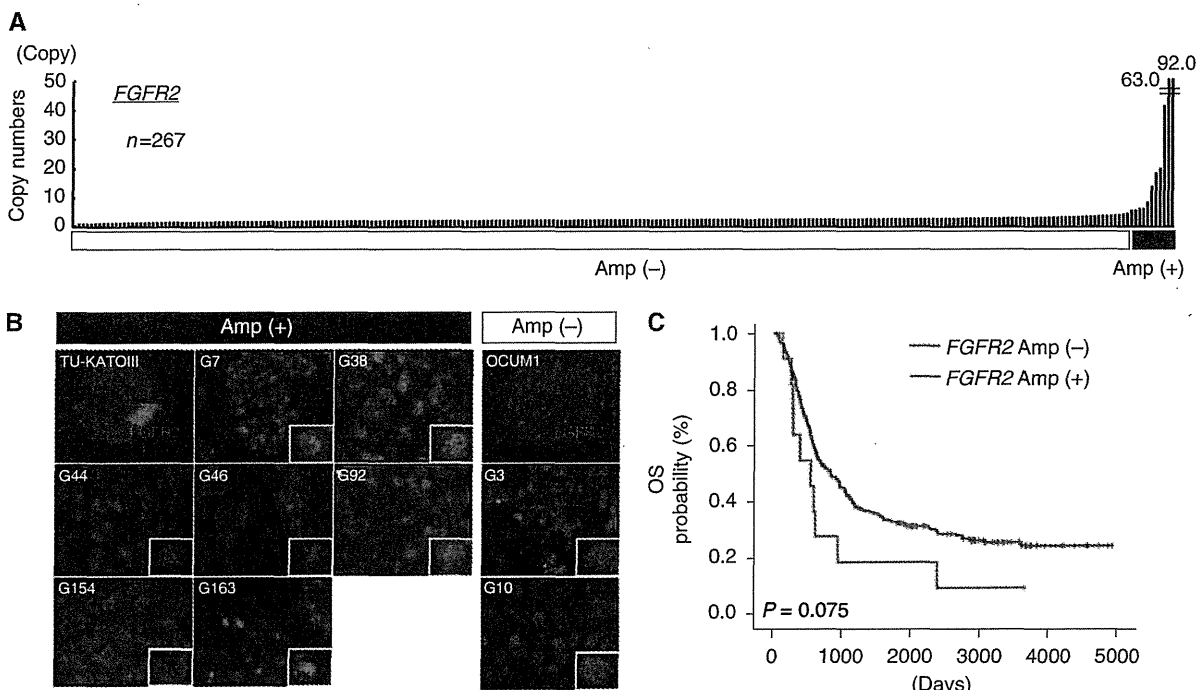 A
(Copy)
92.0
63.0
50
40
30
20
10
0
Copy numbers
FGFR2
n=267
Amp (–)
Amp (+)
B
Amp (+)
Amp (–)
TU-KATOIII
G7
G38
OCUM1
G44
G46
G92
G3
G154
G163
G10
C
1.0
0.8
0.6
0.4
0.2
0.0
OS
probability (%)
FGFR2 Amp (–)
FGFR2 Amp (+)
P = 0.075
0 1000 2000 3000 4000 5000
(Days)